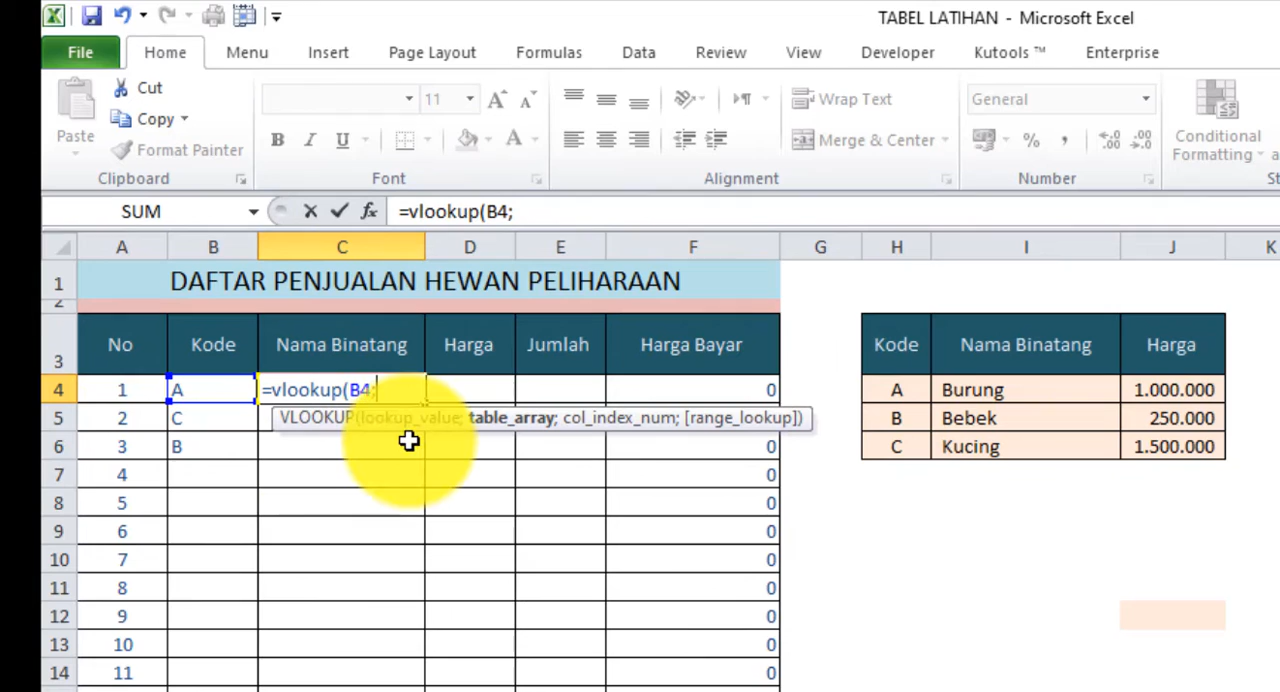 TABEL LATIHAN - Microsoft Excel
File Home Menu Insert Page Layout Formulas Data Review View Developer Kutools ™ Enterprise
Paste Cut 11 Wrap Text General
Copy
Format Painter B I U A Merge & Center % , Conditional
Formatting
Clipboard Font Alignment Number St
SUM fx =vlookup(B4;
A B C D E F G H I J K
1 DAFTAR PENJUALAN HEWAN PELIHARAAN
2
3 No Kode Nama Binatang Harga Jumlah Harga Bayar Kode Nama Binatang Harga
4 1 A =vlookup(B4; 0 A Burung 1.000.000
5 2 C VLOOKUP(lookup_value; table_array; col_index_num; [range_lookup]) B Bebek 250.000
6 3 B 0 C Kucing 1.500.000
7 4 0
8 5 0
9 6 0
10 7 0
11 8 0
12 9 0
13 10 0
14 11 0